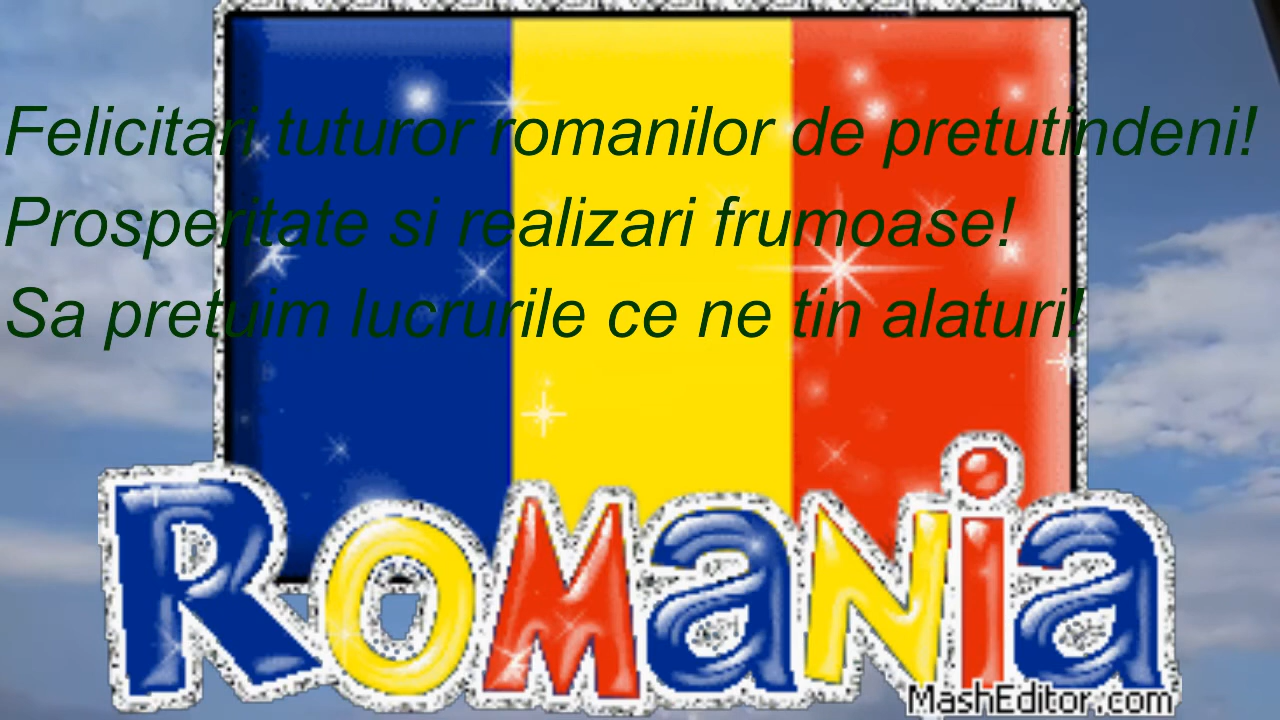 Felicitari tuturor romanilor de pretutindeni!
Prosperitate si realizari frumoase!
Sa pretuim lucrurile ce ne tin alaturi!
RoMania
MashEditor.com